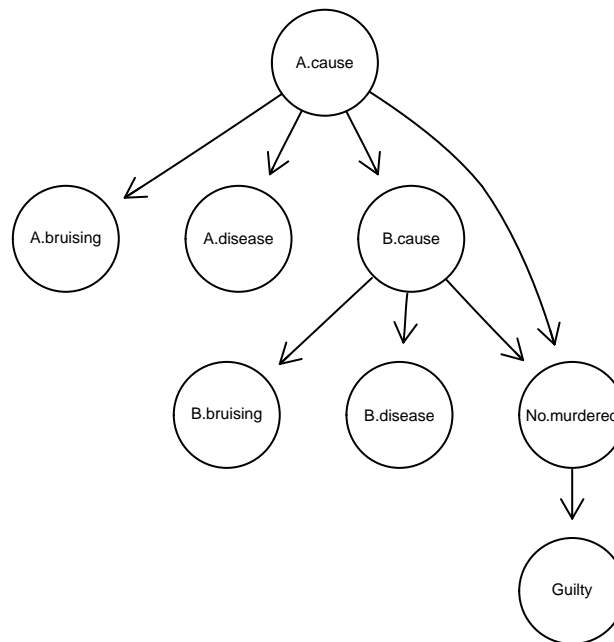 A.cause
A.bruising
A.disease
B.cause
B.bruising
B.disease
No.murdered
Guilty